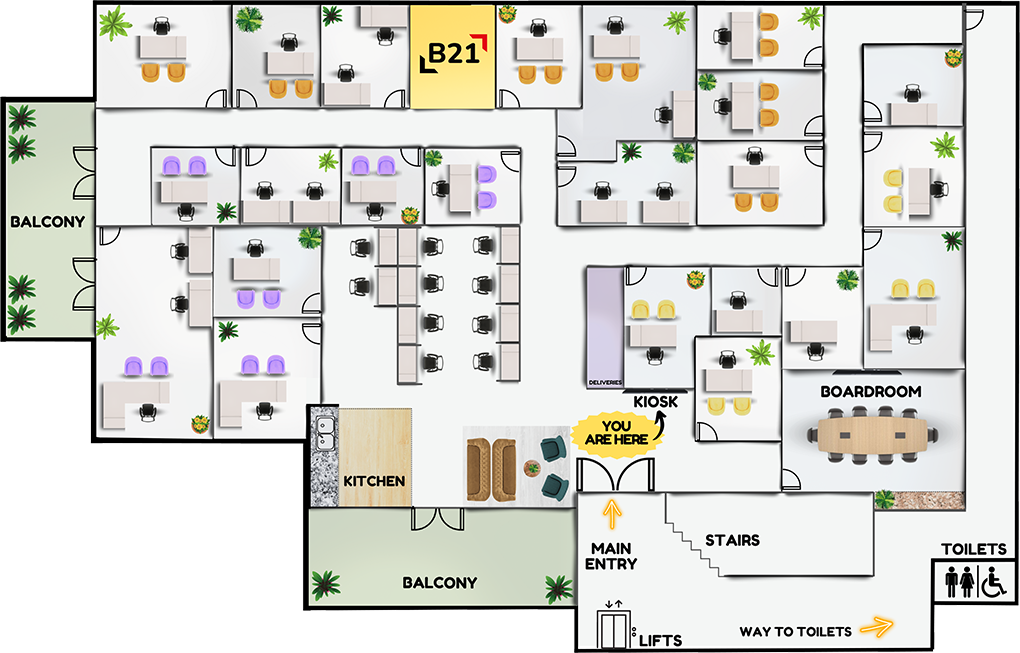 B21
BALCONY
DELIVERIES
KIOSK
BOARDROOM
YOU
ARE HERE
KITCHEN
MAIN
ENTRY
STAIRS
TOILETS
BALCONY
LIFTS
WAY TO TOILETS